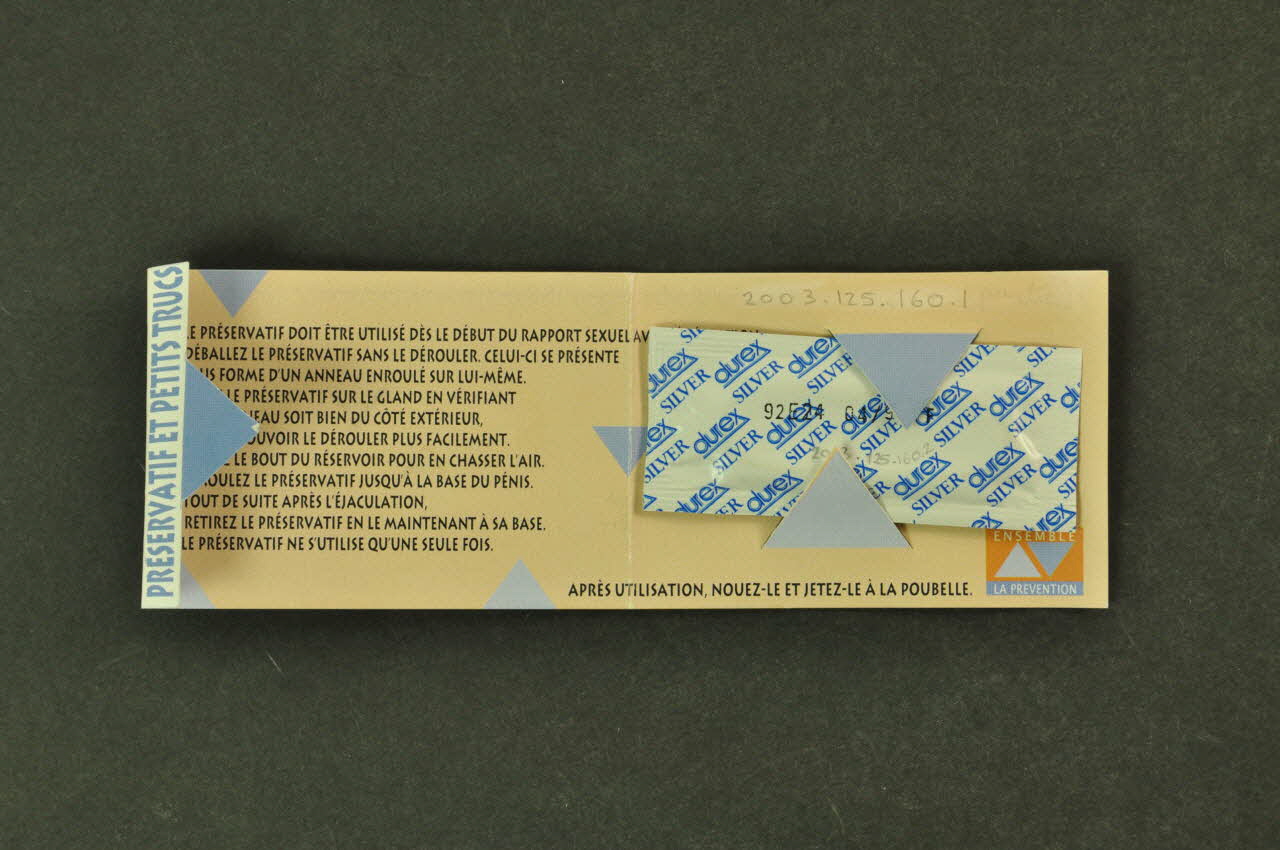 PRÉSERVATIF ET PETITS TRUCS
LE PRÉSERVATIF DOIT ÊTRE UTILISÉ DÈS LE DÉBUT DU RAPPORT SEXUEL
DÉBALLEZ LE PRÉSERVATIF SANS LE DÉROULER. CELUI-CI SE PRÉSENTE
FORME D'UN ANNEAU ENROULÉ SUR LUI-MÊME.
LE PRÉSERVATIF SUR LE GLAND EN VÉRIFIANT
SOIT BIEN DU CÔTÉ EXTÉRIEUR,
LE DÉROULER PLUS FACILEMENT.
LE BOUT DU RÉSERVOIR POUR EN CHASSER L'AIR.
LE PRÉSERVATIF JUSQU'À LA BASE DU PÉNIS.
TOUT DE SUITE APRÈS L'ÉJACULATION,
RETIREZ LE PRÉSERVATIF EN LE MAINTENANT À SA BASE.
LE PRÉSERVATIF NE S'UTILISE QU'UNE SEULE FOIS.
APRÈS UTILISATION, NOUEZ-LE ET JETEZ-LE À LA POUBELLE.
2003.125.160.1
durex SILVER
92E24
2003.125.160.2
ENSEMBLE
LA PREVENTION